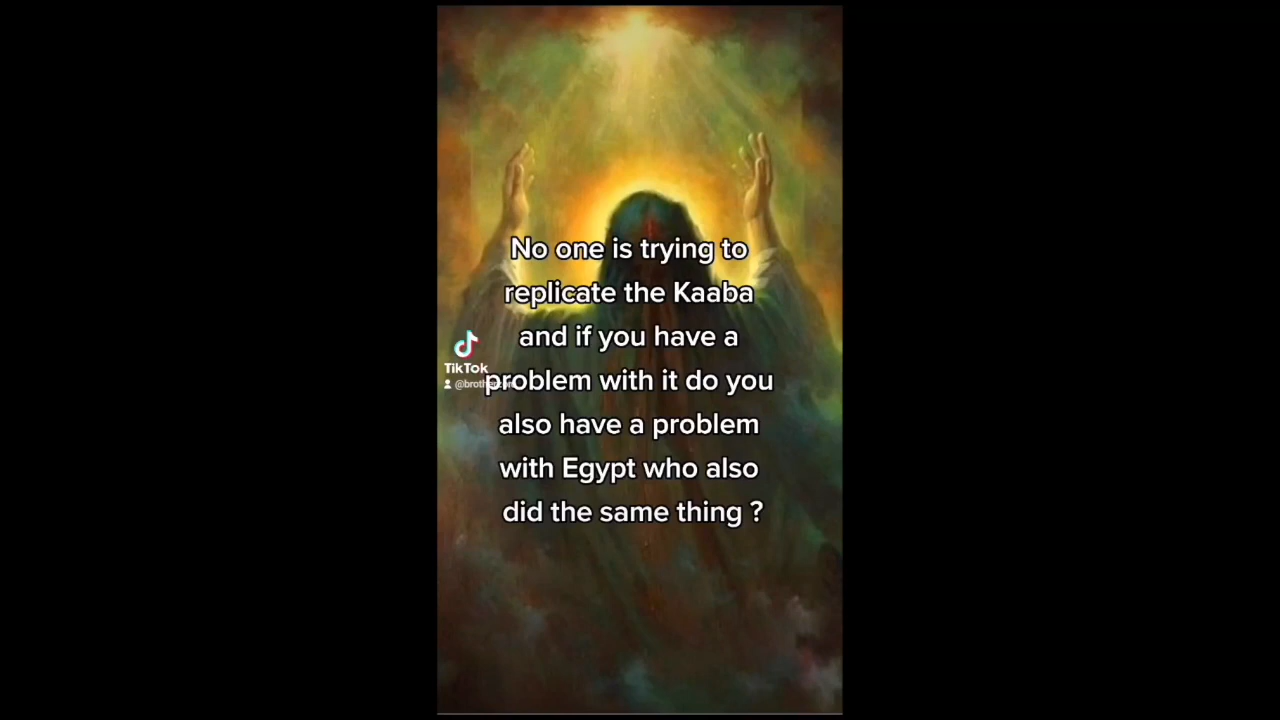 No one is trying to
replicate the Kaaba
and if you have a
TikTok
problem with it do you
also have a problem
with Egypt who also
did the same thing ?